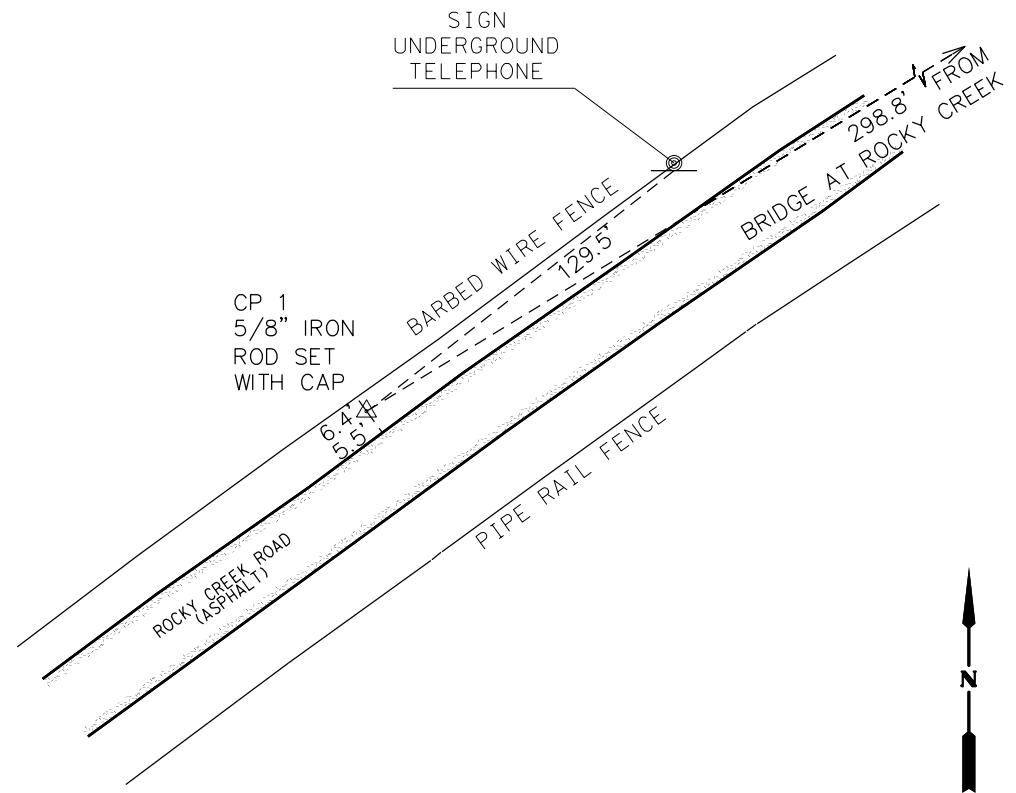 SIGN
UNDERGROUND
TELEPHONE
298.8' FROM
BRIDGE AT ROCKY CREEK
BARBED WIRE FENCE
129.5'
CP 1
5/8" IRON
ROD SET
WITH CAP
6.4'
5.5'
PIPE RAIL FENCE
ROCKY CREEK ROAD
(ASPHALT)
N